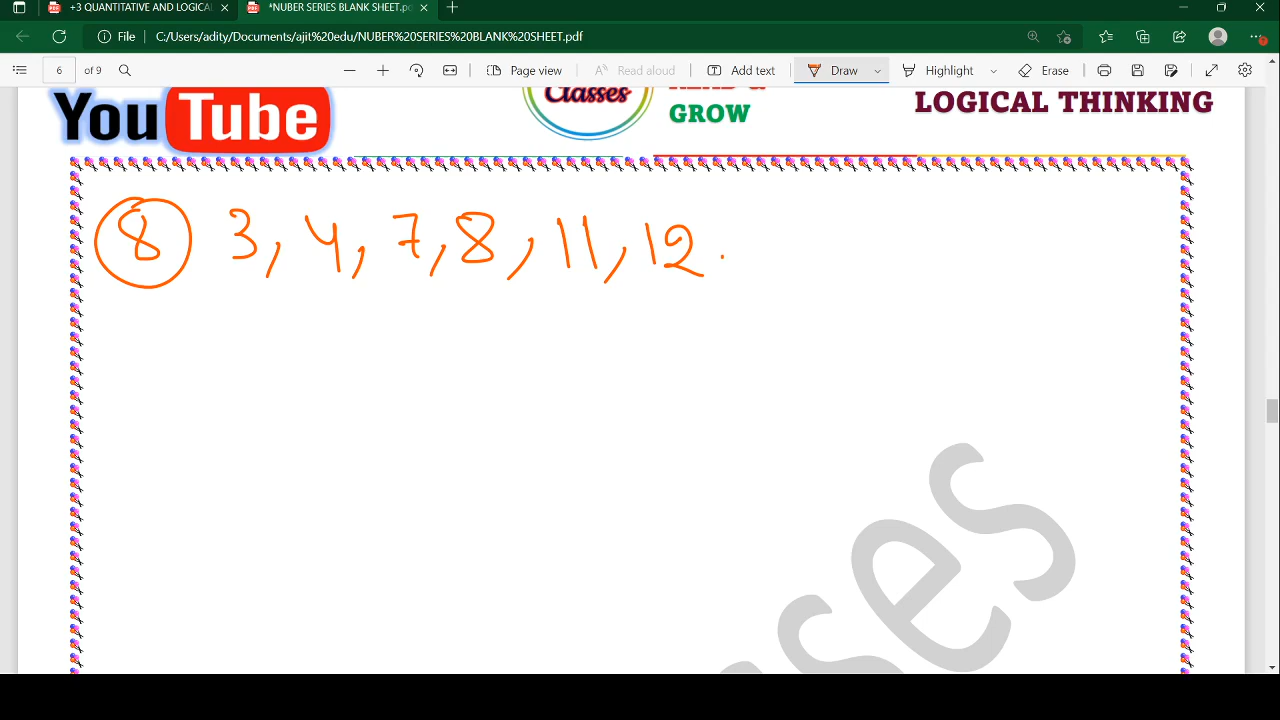 +3 QUANTITATIVE AND LOGICAL
*NUBER SERIES BLANK SHEET.pd
File C:/Users/adity/Documents/ajit%20edu/NUBER%20SERIES%20BLANK%20SHEET.pdf
6 of 9 Page view Read aloud Add text Draw Highlight Erase
YouTube Classes GROW LOGICAL THINKING
8 3, 4, 7, 8, 11, 12.
ses